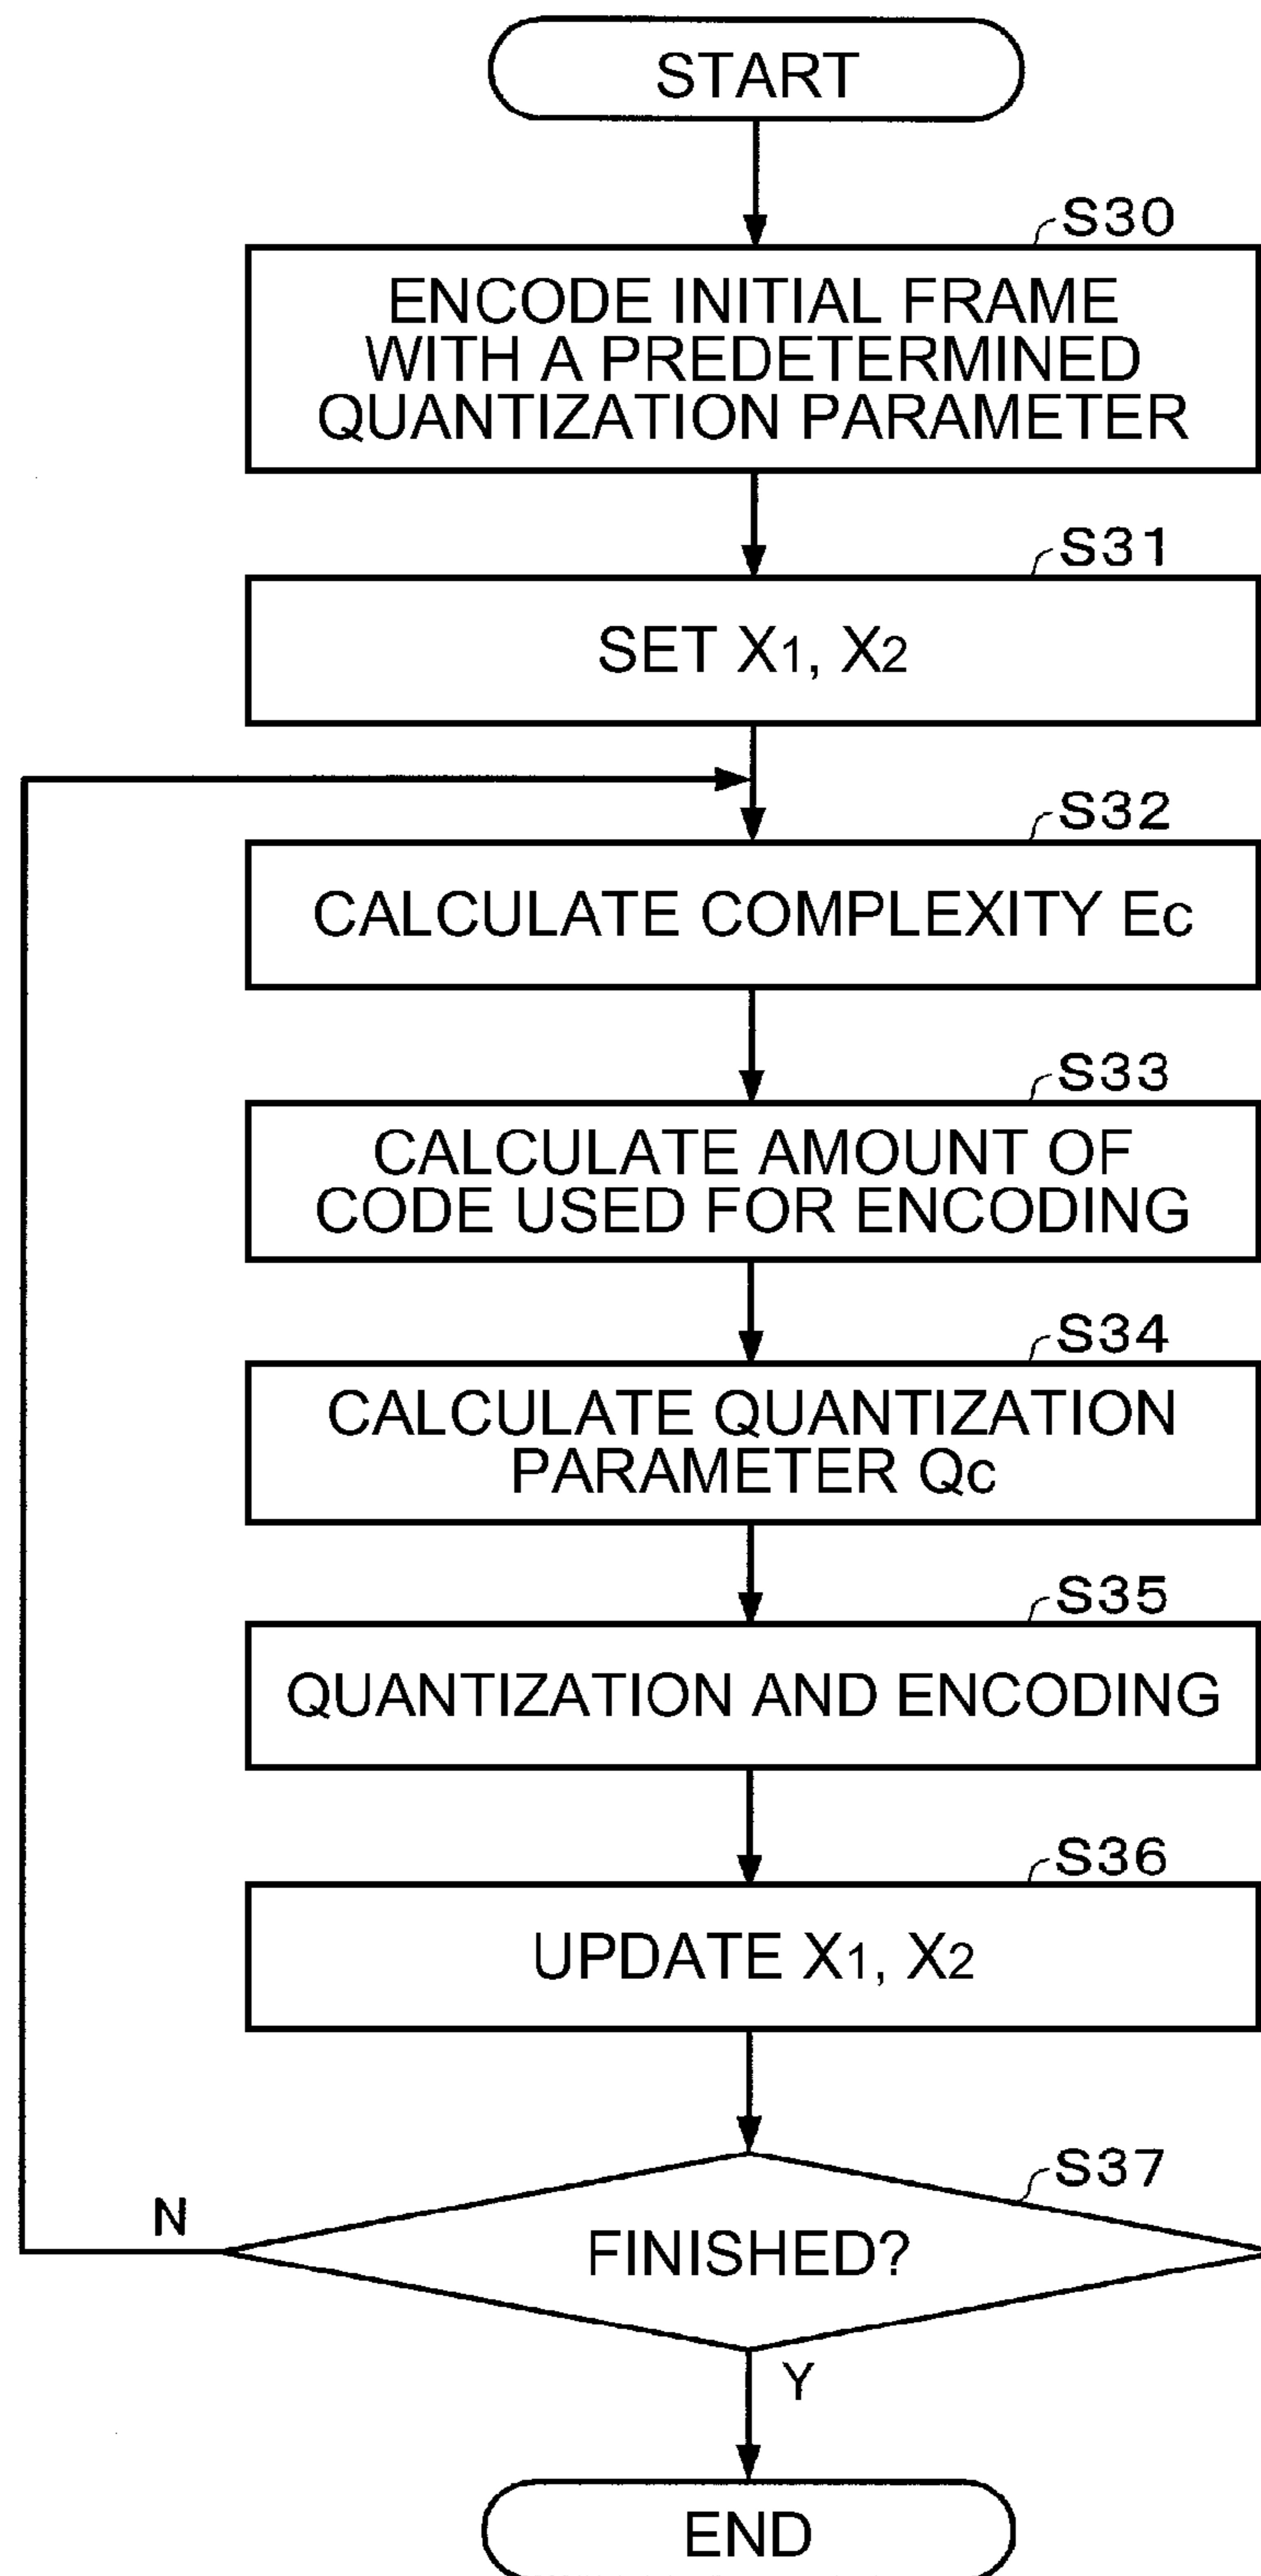 START
S30
ENCODE INITIAL FRAME
WITH A PREDETERMINED
QUANTIZATION PARAMETER
S31
SET X1, X2
S32
CALCULATE COMPLEXITY Ec
S33
CALCULATE AMOUNT OF
CODE USED FOR ENCODING
S34
CALCULATE QUANTIZATION
PARAMETER Qc
S35
QUANTIZATION AND ENCODING
S36
UPDATE X1, X2
S37
N
FINISHED?
Y
END